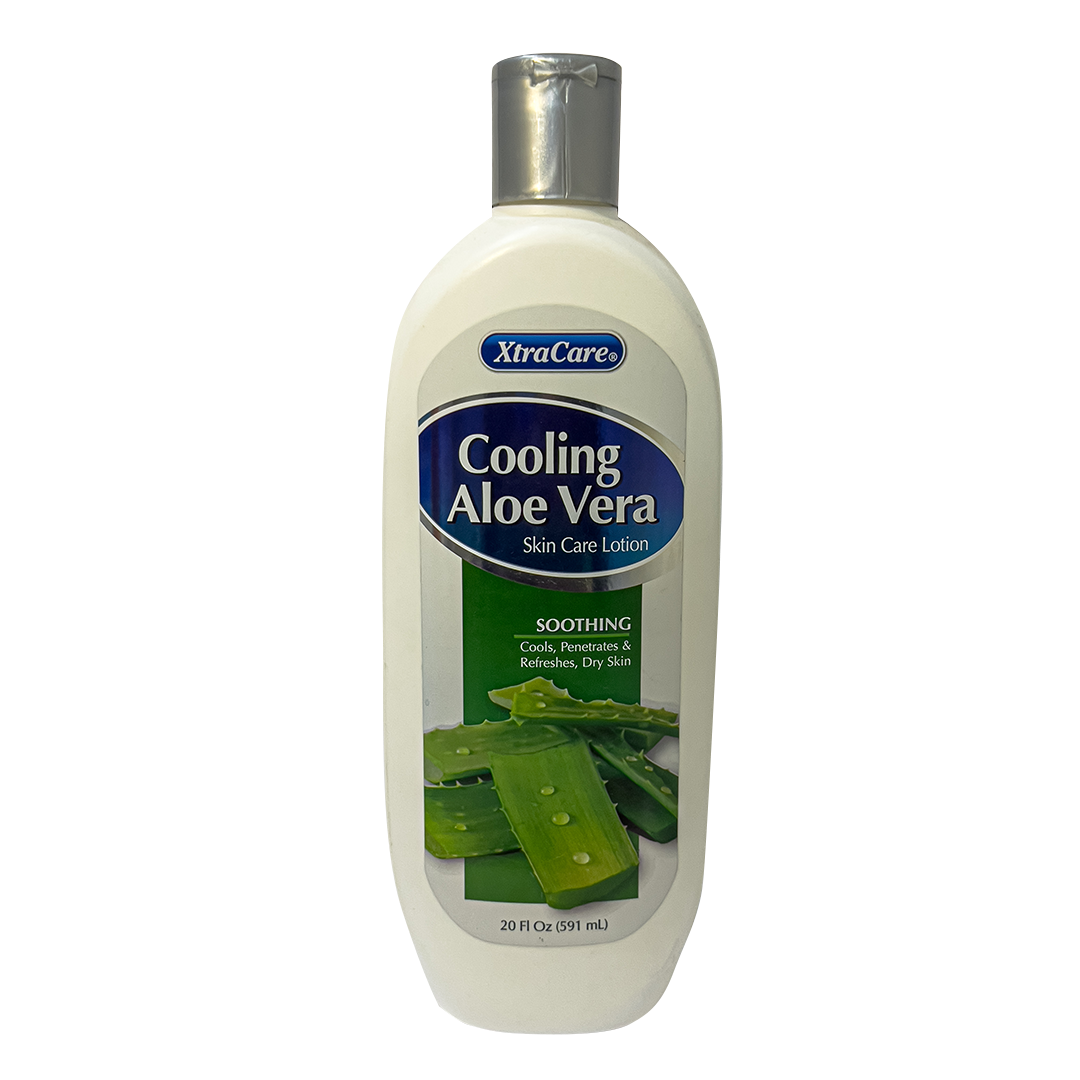 XtraCare®
Cooling
Aloe Vera
Skin Care Lotion
SOOTHING
Cools, Penetrates &
Refreshes, Dry Skin
20 Fl Oz (591 mL)